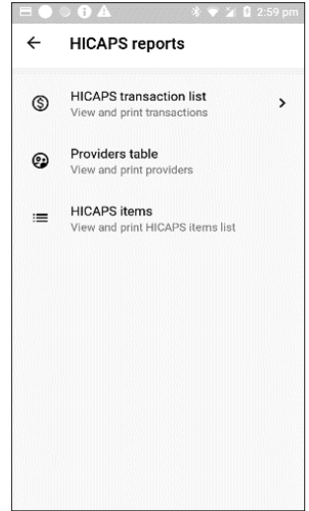 2:59 pm
HICAPS reports
HICAPS transaction list
View and print transactions
Providers table
View and print providers
HICAPS items
View and print HICAPS items list